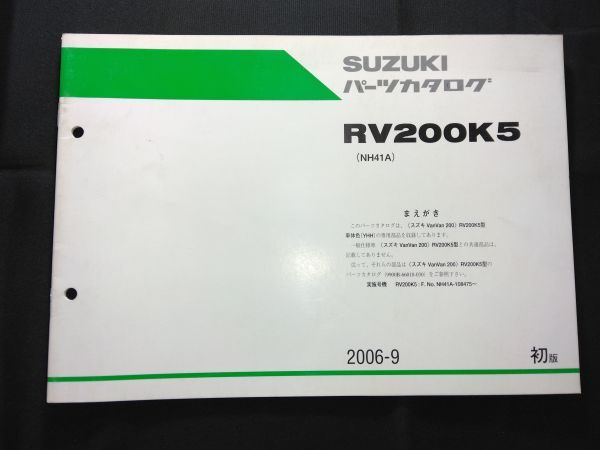 SUZUKI
パーツカタログ
RV200K5
(NH41A)
まえがき
このパーツカタログは、(スズキ VanVan 200) RV200K5型
車体色(YHH)の専用部品を収録してあります。
一般仕様車 (スズキ VanVan 200) RV200K5型との共通部品は、
記載してありません。
従って、それらの部品は(スズキ VanVan 200) RV200K5型の
パーツカタログ (9900B-66010-030) をご参照下さい。
実施号機 RV200K5 : F. No. NH41A-108475〜
2006-9
初版